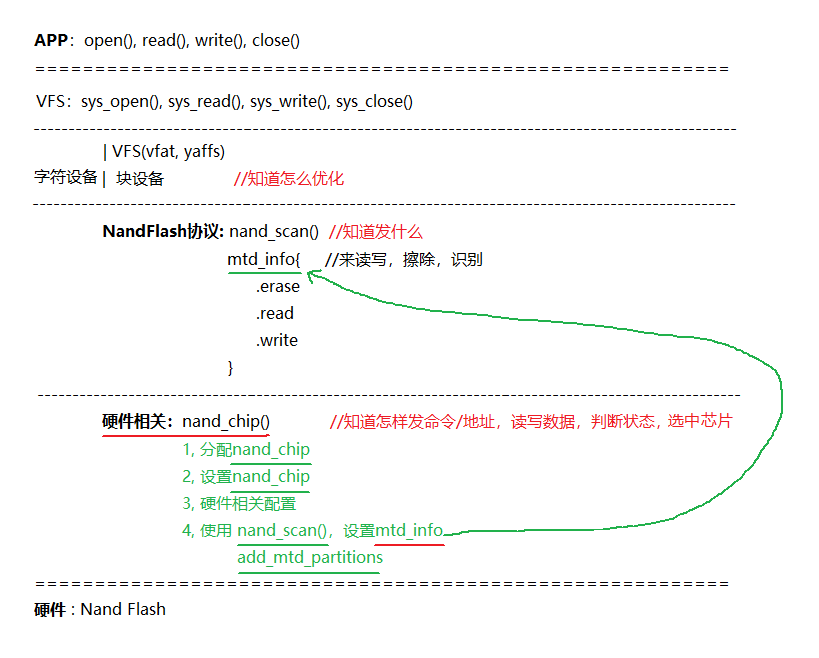 APP：open(), read(), write(), close()
==========================================================
VFS：sys_open(), sys_read(), sys_write(), sys_close()
----------------------------------------------------------------------------------------------------
| VFS(vfat, yaffs)
字符设备 | 块设备 //知道怎么优化
----------------------------------------------------------------------------------------------------
NandFlash协议: nand_scan() //知道发什么
mtd_info{ //来读写，擦除，识别
.erase
.read
.write
}
----------------------------------------------------------------------------------------------------
硬件相关：nand_chip() //知道怎样发命令/地址，读写数据，判断状态，选中芯片
1, 分配nand_chip
2, 设置nand_chip
3, 硬件相关配置
4, 使用 nand_scan()，设置mtd_info
add_mtd_partitions
==========================================================
硬件 : Nand Flash